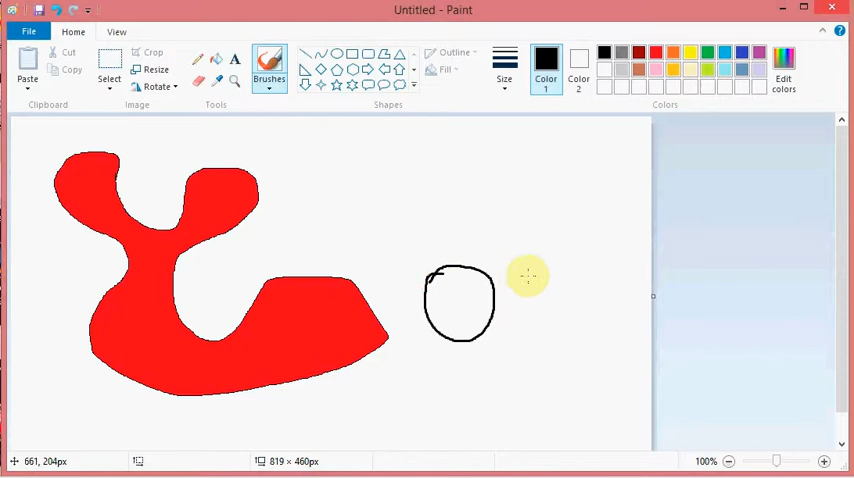 Untitled - Paint
File Home View
Paste
Cut
Copy
Clipboard
Select
Crop
Resize
Rotate
Image
A
Tools
Brushes
Outline
Fill
Shapes
Size
Color
1
Color
2
Edit
colors
Colors
661, 204px
819 × 460px
100%